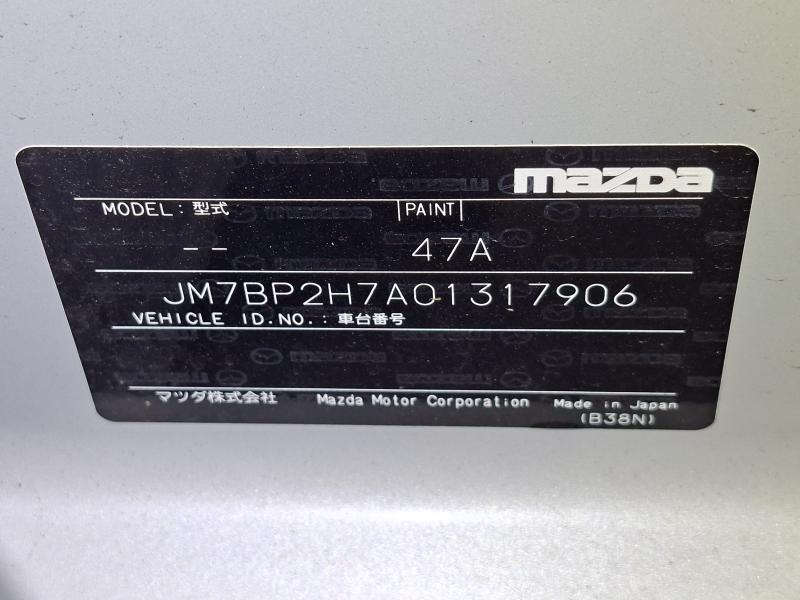 mazda
MODEL : 型式 |PAINT|
-- 47A
JM7BP2H7A01317906
VEHICLE ID.NO. : 車台番号
マツダ株式会社 Mazda Motor Corporation Made in Japan
(B38N)